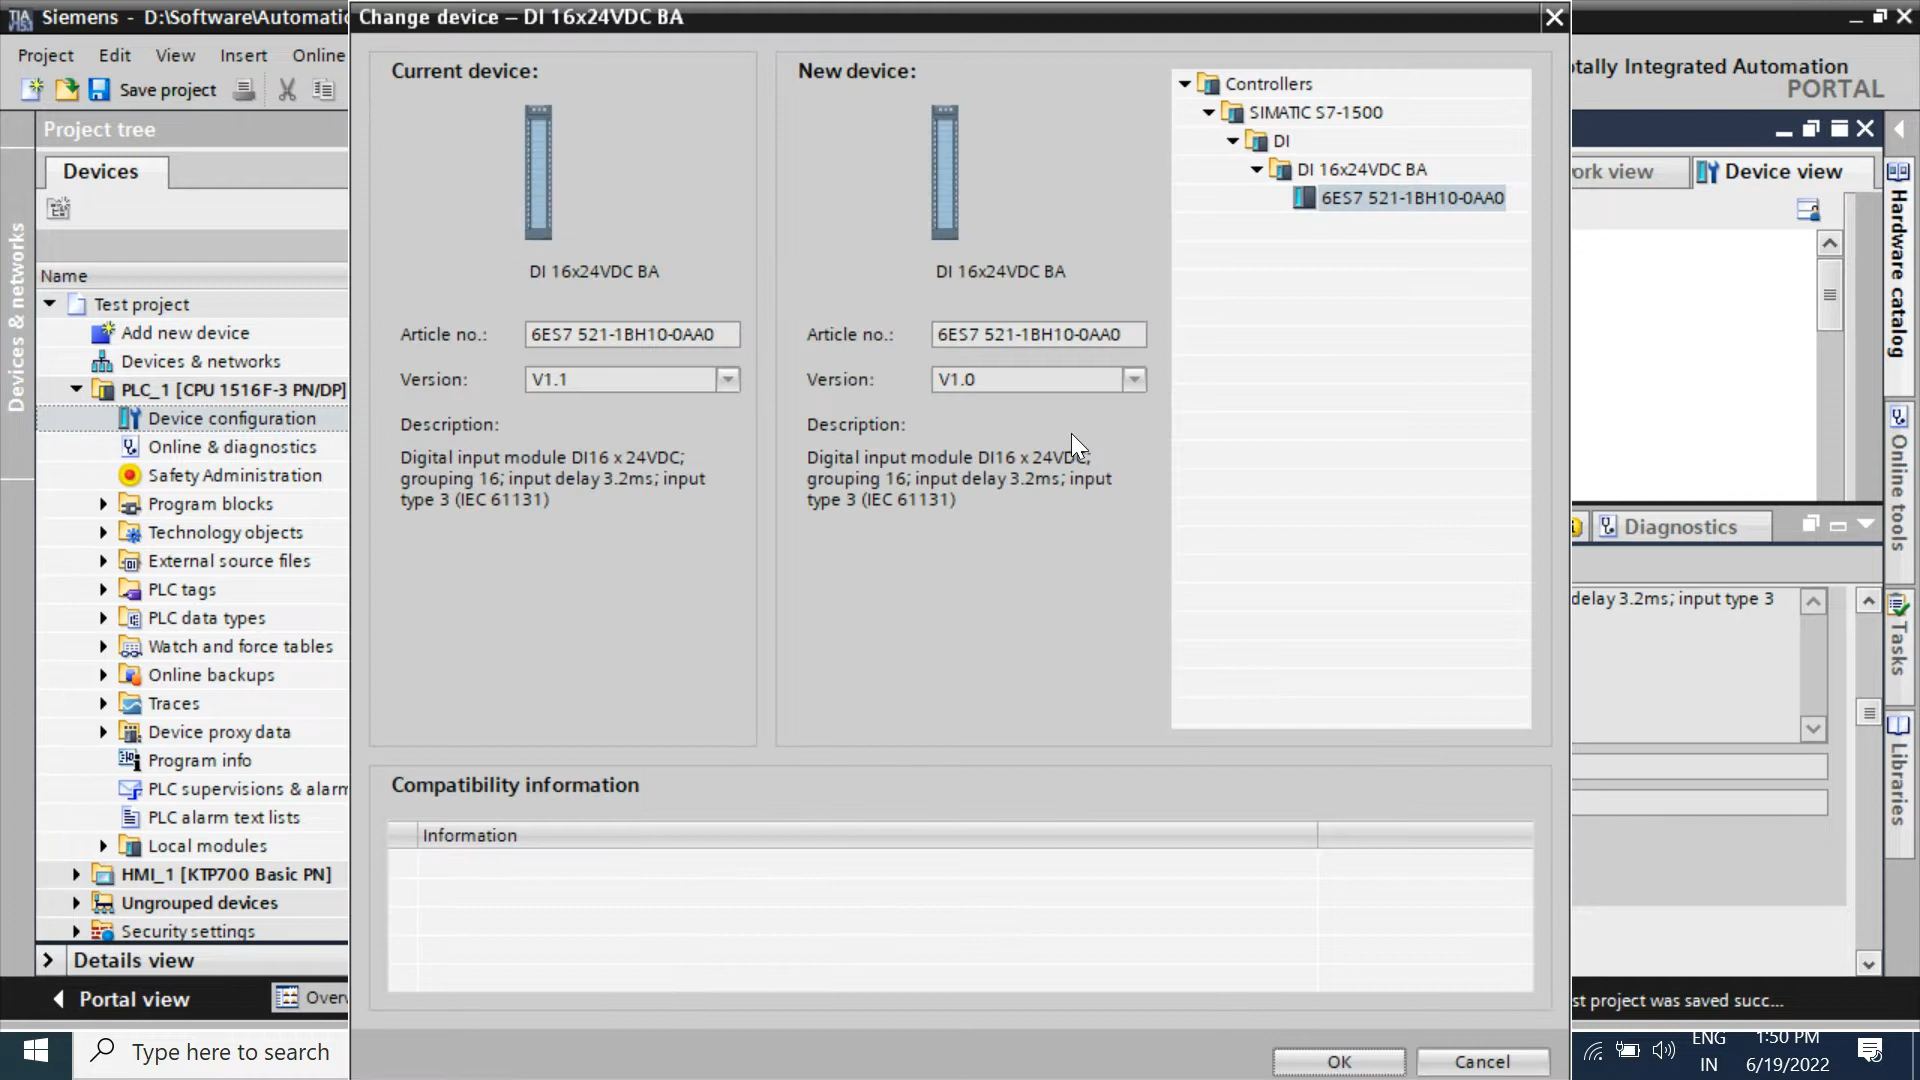 Siemens - D:\Software\Automatic
Change device – DI 16x24VDC BA
Project Edit View Insert Online
Save project
Totally Integrated Automation
PORTAL
Project tree
Devices
Devices & networks
Name
Test project
Add new device
Devices & networks
PLC_1 [CPU 1516F-3 PN/DP]
Device configuration
Online & diagnostics
Safety Administration
Program blocks
Technology objects
External source files
PLC tags
PLC data types
Watch and force tables
Online backups
Traces
Device proxy data
Program info
PLC supervisions & alarm
PLC alarm text lists
Local modules
HMI_1 [KTP700 Basic PN]
Ungrouped devices
Security settings
Details view
Portal view
Overv
Current device:
DI 16x24VDC BA
Article no.: 6ES7 521-1BH10-0AA0
Version: V1.1
Description:
Digital input module DI16 x 24VDC;
grouping 16; input delay 3.2ms; input
type 3 (IEC 61131)
New device:
DI 16x24VDC BA
Article no.: 6ES7 521-1BH10-0AA0
Version: V1.0
Description:
Digital input module DI16 x 24VDC;
grouping 16; input delay 3.2ms; input
type 3 (IEC 61131)
Controllers
SIMATIC S7-1500
DI
DI 16x24VDC BA
6ES7 521-1BH10-0AA0
Compatibility information
Information
OK Cancel
ork view
Device view
Diagnostics
delay 3.2ms; input type 3
Hardware catalog
Online tools
Tasks
Libraries
st project was saved succ...
Type here to search
ENG
IN
1:50 PM
6/19/2022